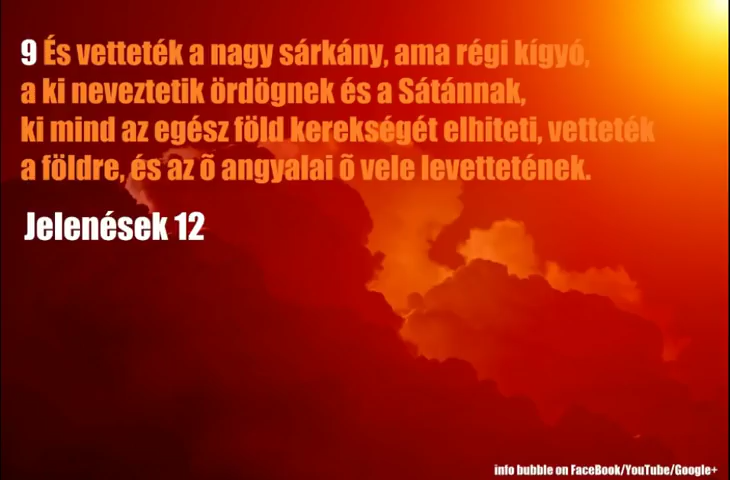 9 És vetteték a nagy sárkány, ama régi kígyó,
a ki neveztetik ördögnek és a Sátánnak,
ki mind az egész föld kerekségét elhiteti, vetteték
a földre, és az õ angyalai õ vele levettetének.
Jelenések 12
info bubble on FaceBook/YouTube/Google+